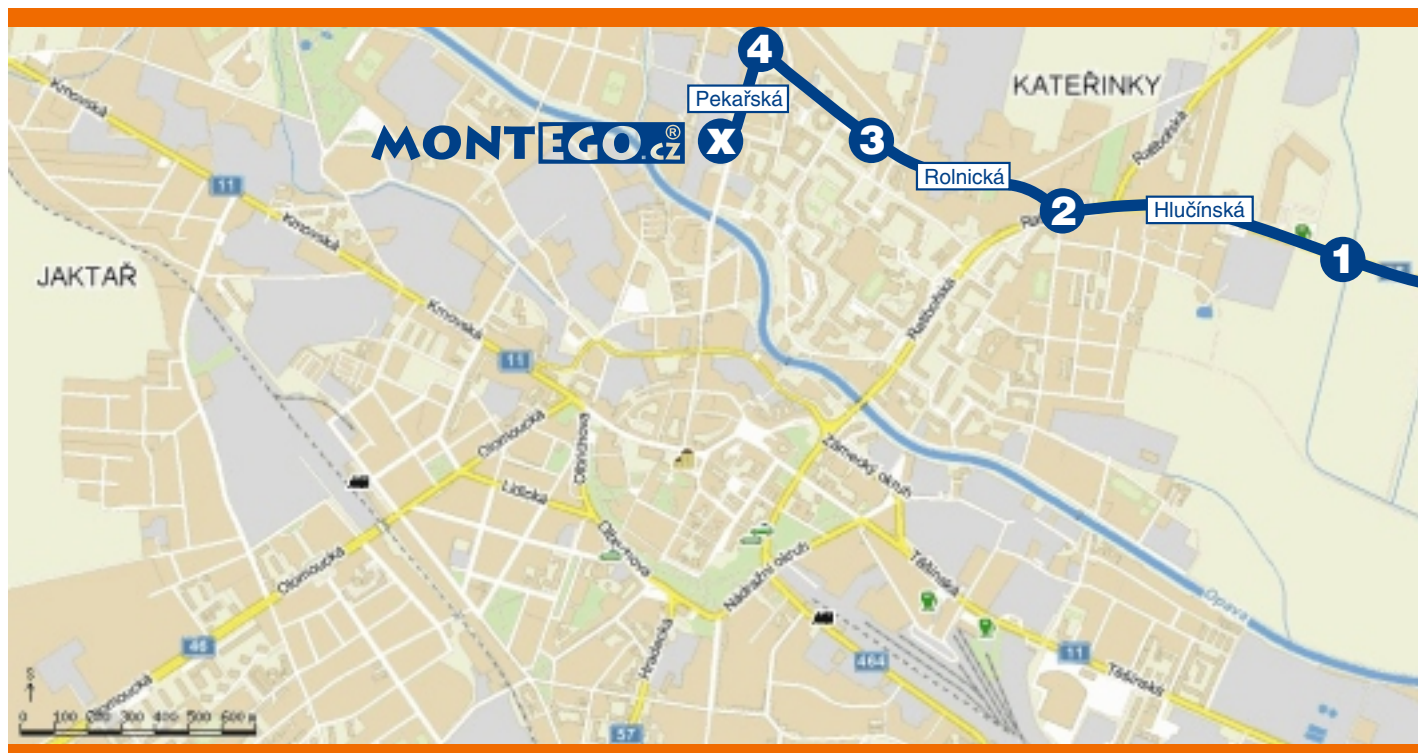 4
KATEŘINKY
Krnovská
Pekařská
MONTEGO.cz®
X
3
Ratibořská
11
Rolnická
2
Hlučínská
Krnovská
1
JAKTAŘ
Ratibořská
Krnovská
11
Olomoucká
Olbrichova
Zámecký okruh
Lidická
Olomoucká
Nádražní okruh
Těšínská
Opava
46
464
11
Hradecká
Těšínská
Olomoucká
S
0 100 200 300 400 500 600 m
57